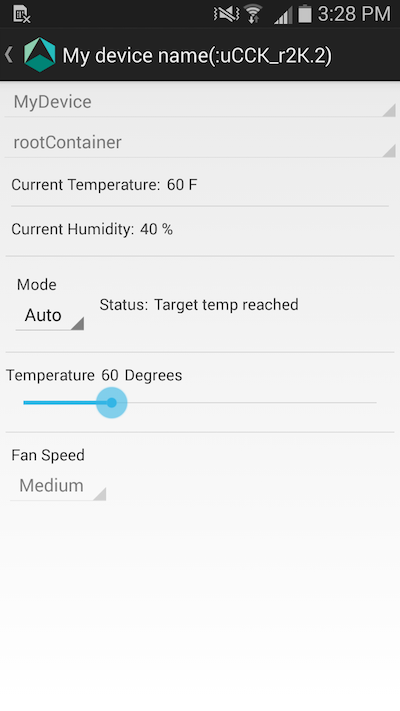 3:28 PM
My device name(:uCCK_r2K.2)
MyDevice
rootContainer
Current Temperature: 60 F
Current Humidity: 40 %
Mode
Auto
Status: Target temp reached
Temperature 60 Degrees
Fan Speed
Medium